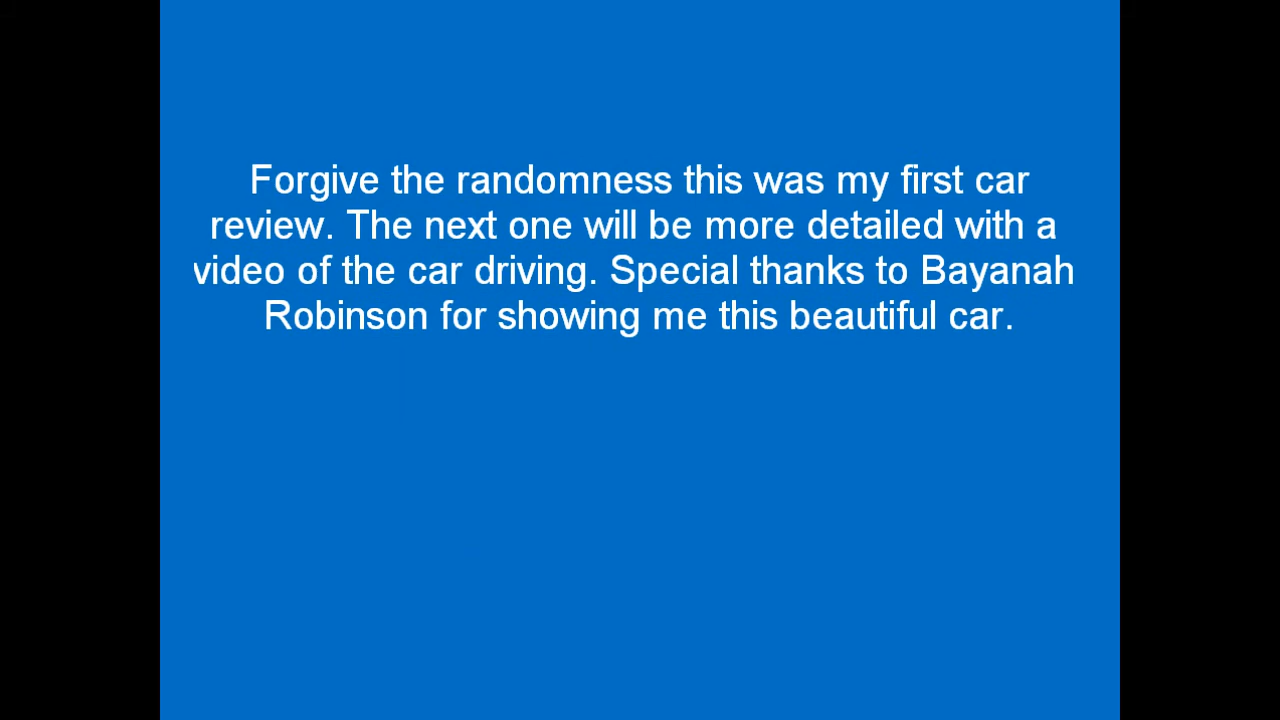 Forgive the randomness this was my first car
review. The next one will be more detailed with a
video of the car driving. Special thanks to Bayanah
Robinson for showing me this beautiful car.